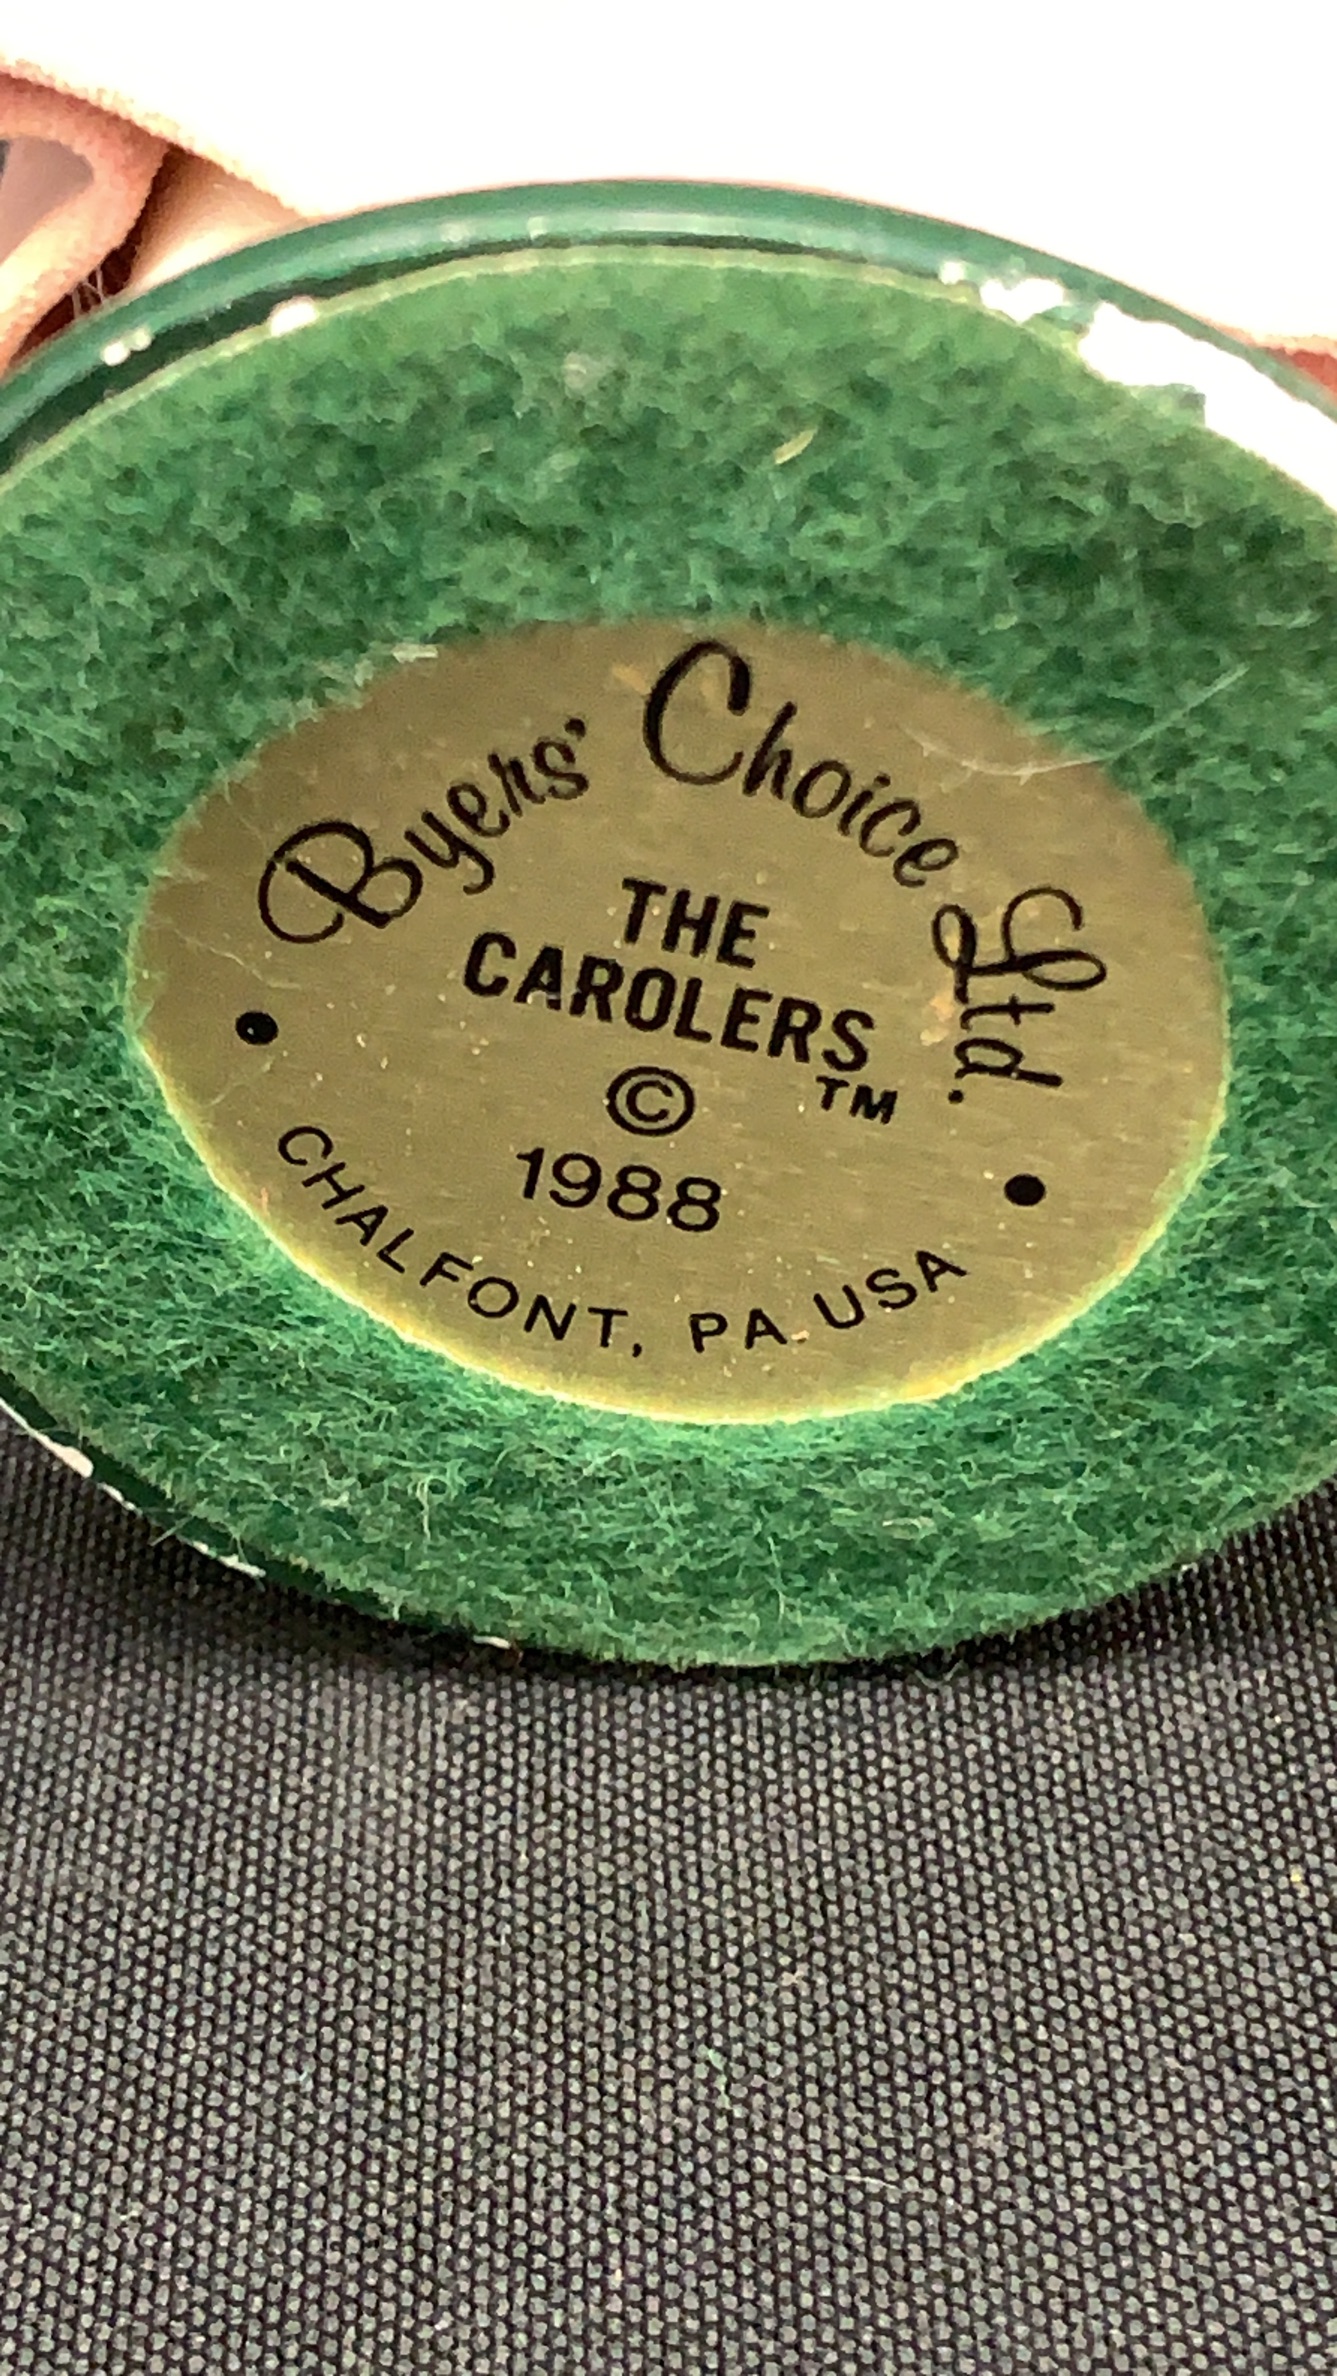 Byers' Choice Ltd.
THE
CAROLERS
™
©
1988
CHALFONT, PA. USA